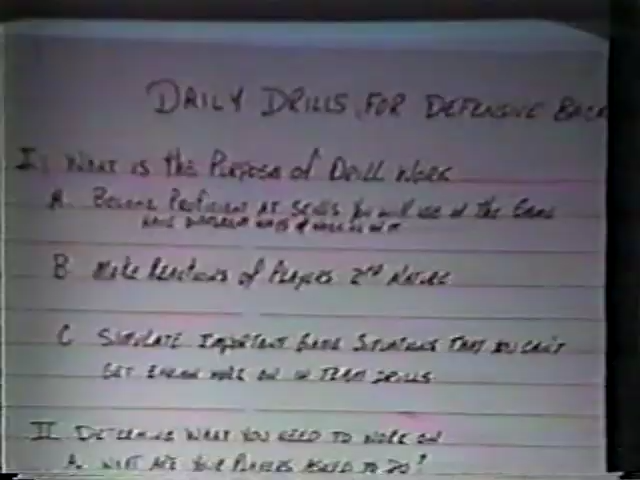 DAILY DRILLS FOR DEFENSIVE BACK
I. WHAT IS the PURPOSE OF DRILL WORK
A. BECOME PROFICIENT AT SKILLS YOU will use in the GAME
B MAKE REACTIONS of PLAYERS 2ND NATURE
C SIMULATE IMPORTANT GAME SITUATIONS THAT YOU CAN'T
GET ENOUGH WORK ON IN TEAM DRILLS
II DETERMINE WHAT YOU NEED TO WORK ON
A. WHAT ARE YOUR PLAYERS ASKED TO DO?